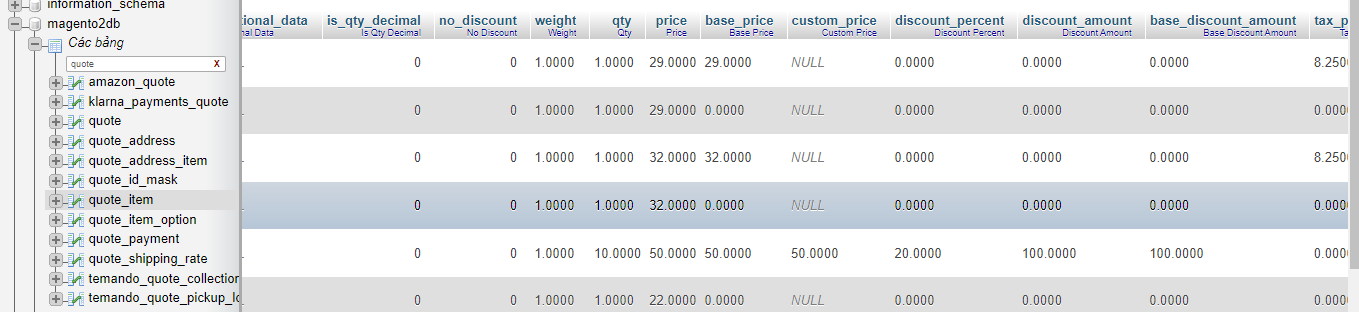 information_schema
magento2db
Các bảng
quote X
amazon_quote
klarna_payments_quote
quote
quote_address
quote_address_item
quote_id_mask
quote_item
quote_item_option
quote_payment
quote_shipping_rate
temando_quote_collection
temando_quote_pickup_lo
tional_data is_qty_decimal no_discount weight qty price base_price custom_price discount_percent discount_amount base_discount_amount tax_p
nal Data Is Qty Decimal No Discount Weight Qty Price Base Price Custom Price Discount Percent Discount Amount Base Discount Amount Ta
0 0 1.0000 1.0000 29.0000 29.0000 NULL 0.0000 0.0000 0.0000 8.250
0 0 1.0000 1.0000 29.0000 0.0000 NULL 0.0000 0.0000 0.0000 0.000
0 0 1.0000 1.0000 32.0000 32.0000 NULL 0.0000 0.0000 0.0000 8.250
0 0 1.0000 1.0000 32.0000 0.0000 NULL 0.0000 0.0000 0.0000 0.000
0 0 1.0000 10.0000 50.0000 50.0000 50.0000 20.0000 100.0000 100.0000 0.000
0 0 1.0000 1.0000 22.0000 0.0000 NULL 0.0000 0.0000 0.0000 0.000